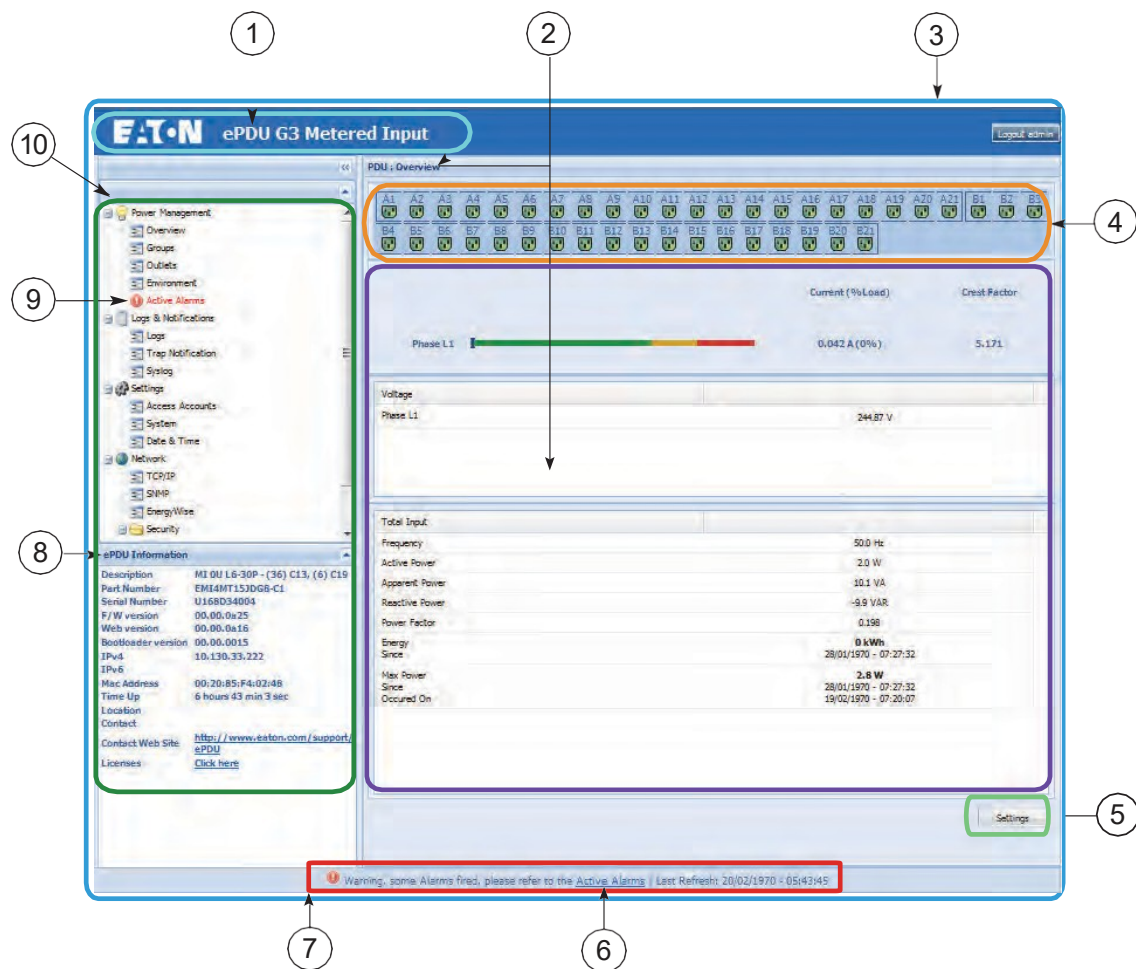 1 2 3
EATON ePDU G3 Metered Input
Logout admin
10
PDU : Overview
A1 A2 A3 A4 A5 A6 A7 A8 A9 A10 A11 A12 A13 A14 A15 A16 A17 A18 A19 A20 A21 B1 B2 B3
B4 B5 B6 B7 B8 B9 B10 B11 B12 B13 B14 B15 B16 B17 B18 B19 B20 B21
4
Power Management
Overview
Groups
Outlets
Environment
9
Active Alarms
Logs & Notifications
Logs
Trap Notification
Syslog
Settings
Access Accounts
System
Date & Time
Network
TCP/IP
SNMP
EnergyWise
Security
Current (%Load) Crest Factor
Phase L1 0.042 A (0%) 5.171
Voltage
Phase L1 244.87 V
Total Input
Frequency 50.0 Hz
Active Power 2.0 W
Apparent Power 10.1 VA
Reactive Power -9.9 VAR
Power Factor 0.198
Energy 0 kWh
Since 28/01/1970 - 07:27:32
Max Power 2.8 W
Since 28/01/1970 - 07:27:32
Occured On 19/02/1970 - 07:20:07
8
ePDU Information
Description MI 0U L6-30P - (36) C13, (6) C19
Part Number EMI4MT15JDG8-C1
Serial Number U168D34004
F/W version 00.00.0a25
Web version 00.00.0a16
Bootloader version 00.00.0015
IPv4 10.130.33.222
IPv6
Mac Address 00:20:85:F4:02:48
Time Up 6 hours 43 min 3 sec
Location
Contact
Contact Web Site http://www.eaton.com/support/
ePDU
Licenses Click here
Settings
5
Warning, some Alarms fired, please refer to the Active Alarms | Last Refresh: 20/02/1970 - 05:43:45
7 6